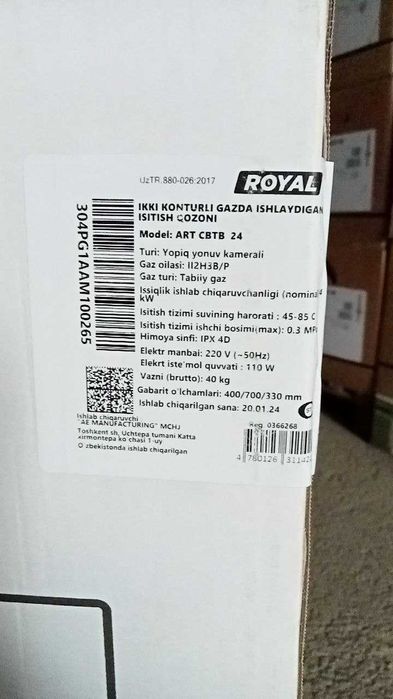 UzTR.880-026:2017
ROYAL
304PG1AAM100265
IKKI KONTURLI GAZDA ISHLAYDIGAN
ISITISH QOZONI
Model: ART CBTB 24
Turi: Yopiq yonuv kamerali
Gaz oilasi: II2H3B/P
Gaz turi: Tabiiy gaz
Issiqlik ishlab chiqaruvchanligi
kW
Isitish tizimi suvining harorati : 45-85 C
Isitish tizimi ishchi bosimi(max): 0.3
Himoya sinfi: IPX 4D
Elektr manbai: 220 V (~50Hz)
Elekrt iste'mol quvvati : 110 W
Vazni (brutto): 40 kg
Gabarit o'lchamlari: 400/700/330 mm
Ishlab chiqarilgan sana: 20.01.24
Ishlab chiqaruvchi
"AE MANUFACTURING" MCHJ
Toshkent sh, Uchtepa tumani Katta
xirmontepa ko chasi 1-uy
O zbekistonda ishlab chiqarilgan
Reg. 0366268
4 780126 31142